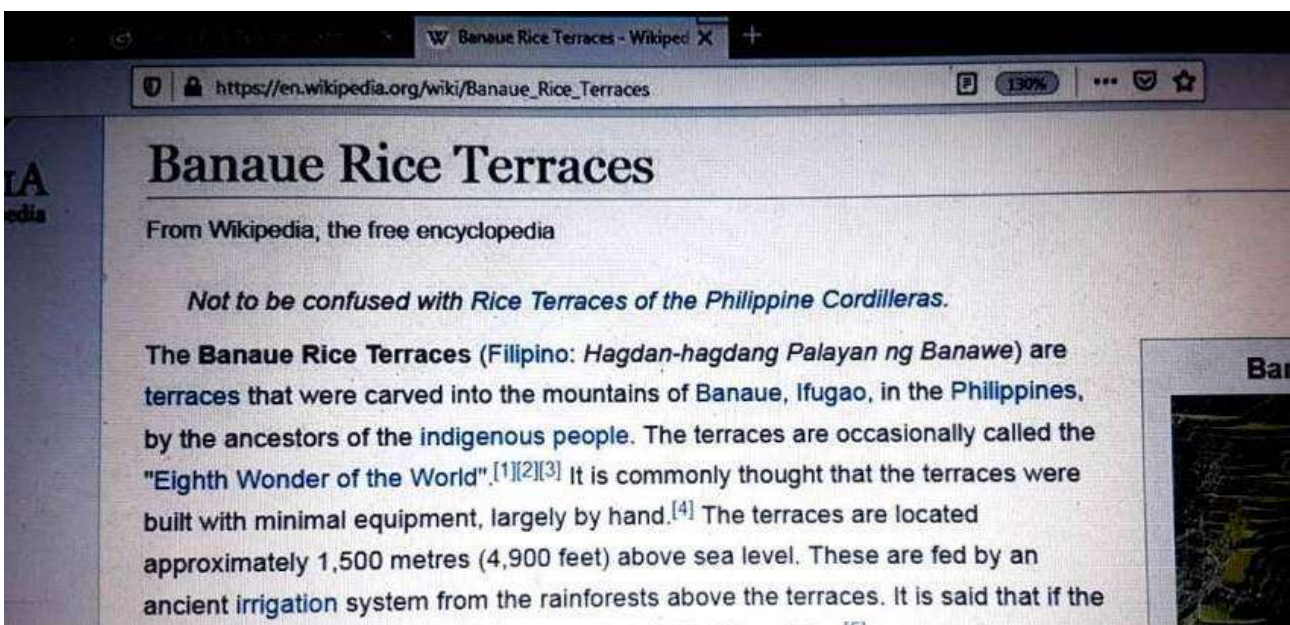 W Banaue Rice Terraces - Wikiped X +
https://en.wikipedia.org/wiki/Banaue_Rice_Terraces 130%
IA
edia
Banaue Rice Terraces
From Wikipedia, the free encyclopedia
Not to be confused with Rice Terraces of the Philippine Cordilleras.
The Banaue Rice Terraces (Filipino: Hagdan-hagdang Palayan ng Banawe) are
terraces that were carved into the mountains of Banaue, Ifugao, in the Philippines,
by the ancestors of the indigenous people. The terraces are occasionally called the
"Eighth Wonder of the World".[1][2][3] It is commonly thought that the terraces were
built with minimal equipment, largely by hand.[4] The terraces are located
approximately 1,500 metres (4,900 feet) above sea level. These are fed by an
ancient irrigation system from the rainforests above the terraces. It is said that if the
Bar